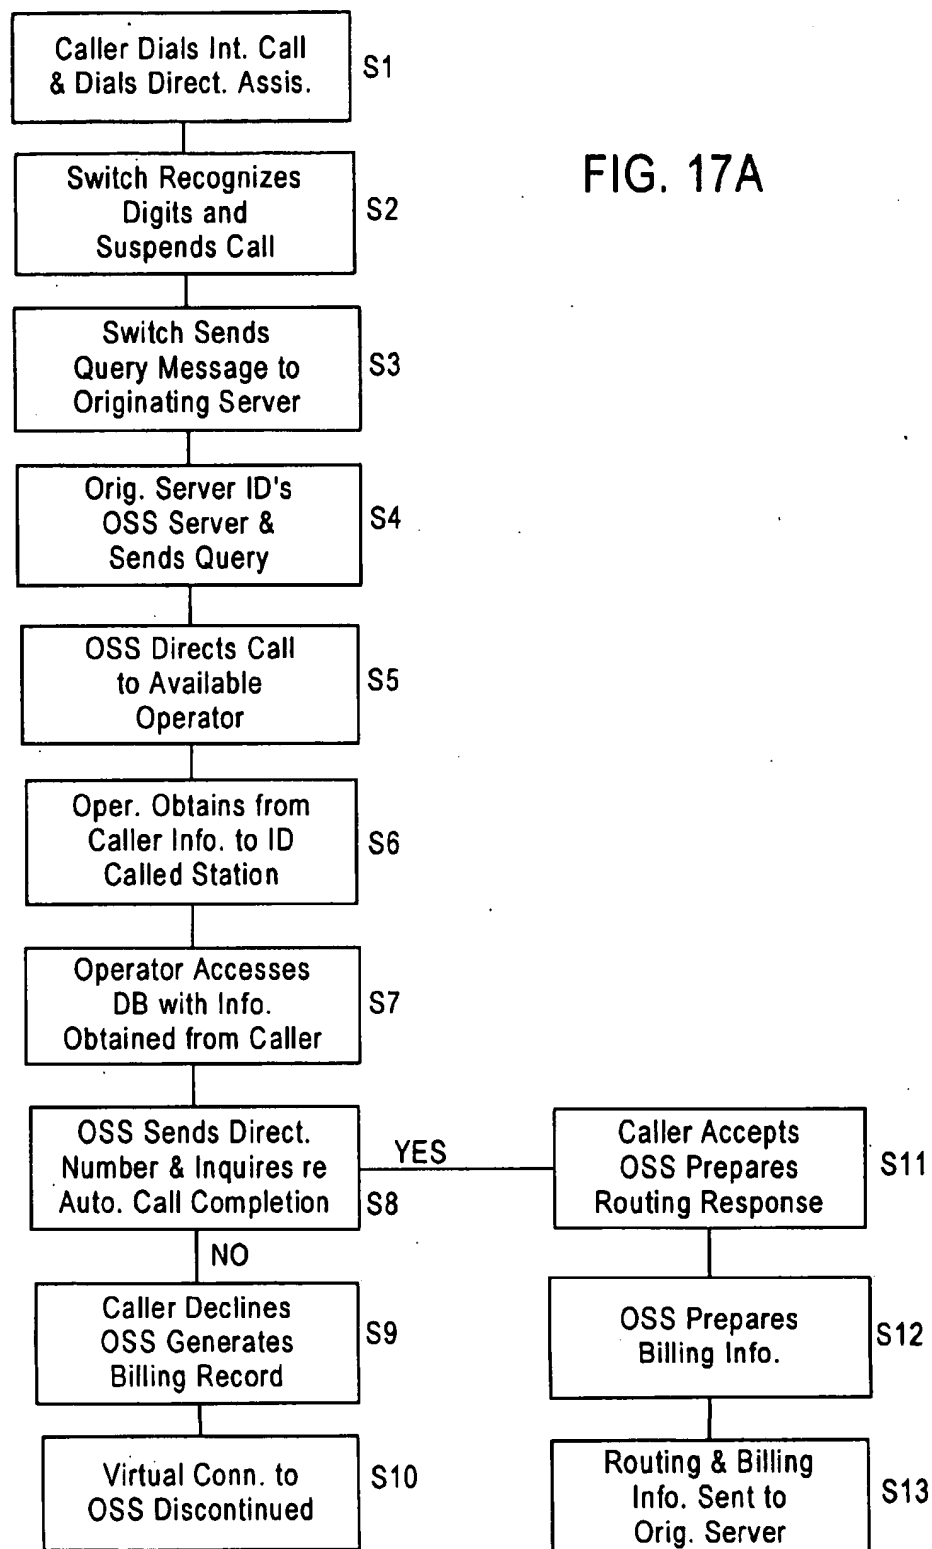 Caller Dials Int. Call
& Dials Direct. Assis.
S1
FIG. 17A
Switch Recognizes
Digits and
Suspends Call
S2
Switch Sends
Query Message to
Originating Server
S3
Orig. Server ID's
OSS Server &
Sends Query
S4
OSS Directs Call
to Available
Operator
S5
Oper. Obtains from
Caller Info. to ID
Called Station
S6
Operator Accesses
DB with Info.
Obtained from Caller
S7
OSS Sends Direct.
Number & Inquires re
Auto. Call Completion
S8
YES
Caller Accepts
OSS Prepares
Routing Response
S11
NO
Caller Declines
OSS Generates
Billing Record
S9
OSS Prepares
Billing Info.
S12
Virtual Conn. to
OSS Discontinued
S10
Routing & Billing
Info. Sent to
Orig. Server
S13